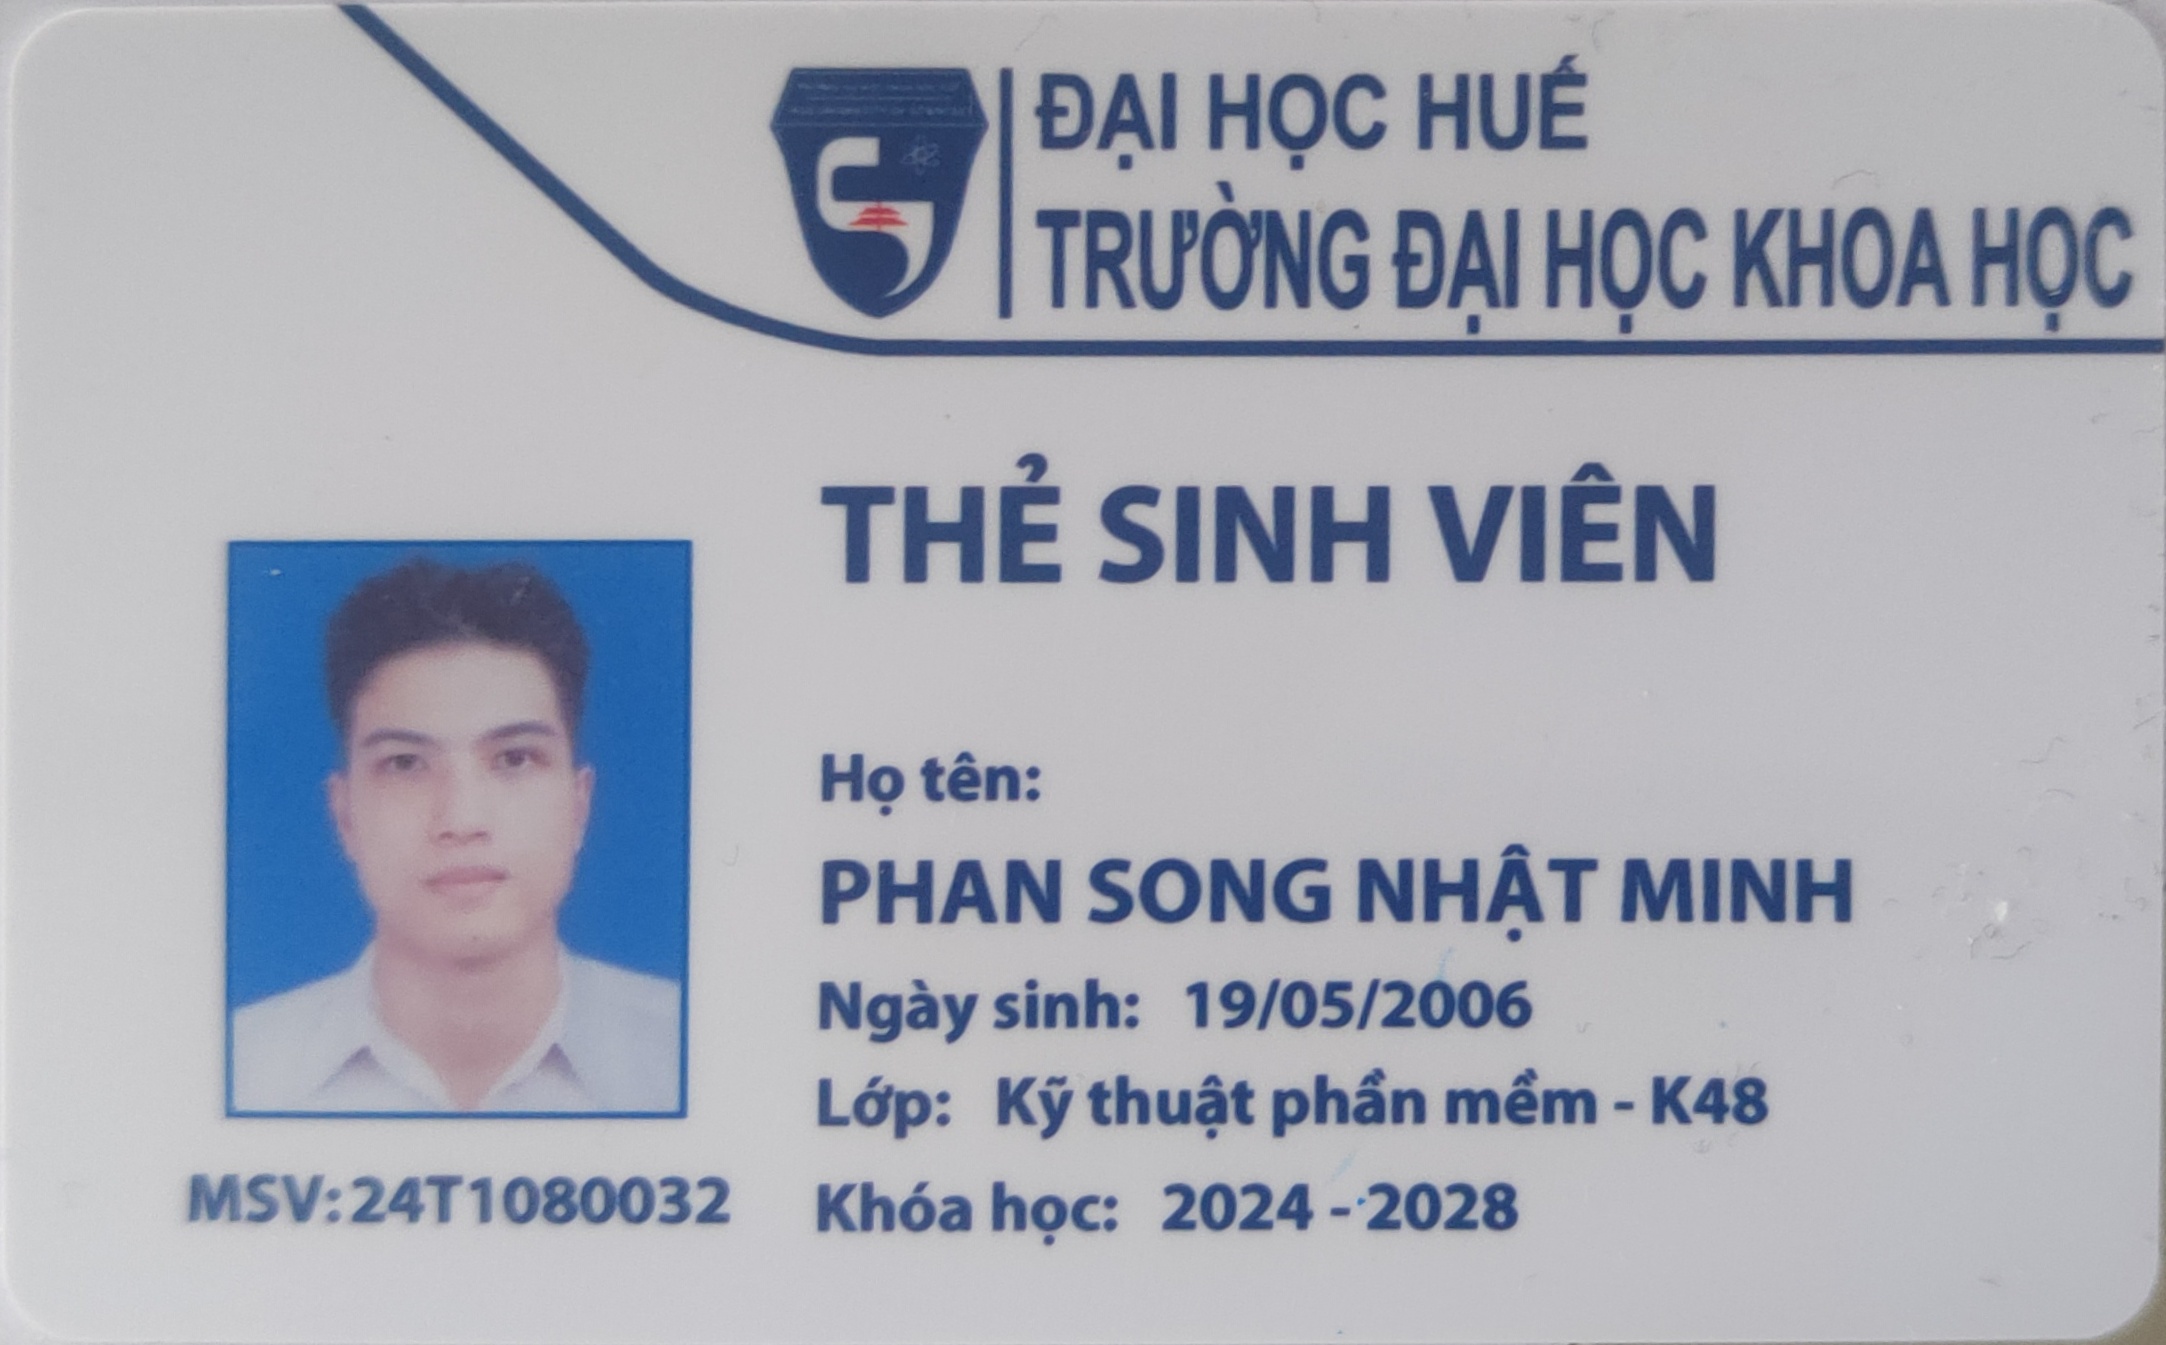 ĐẠI HỌC HUẾ
TRƯỜNG ĐẠI HỌC KHOA HỌC
THẺ SINH VIÊN
Họ tên:
PHAN SONG NHẬT MINH
Ngày sinh: 19/05/2006
Lớp: Kỹ thuật phần mềm - K48
Khóa học: 2024 - 2028
MSV:24T1080032